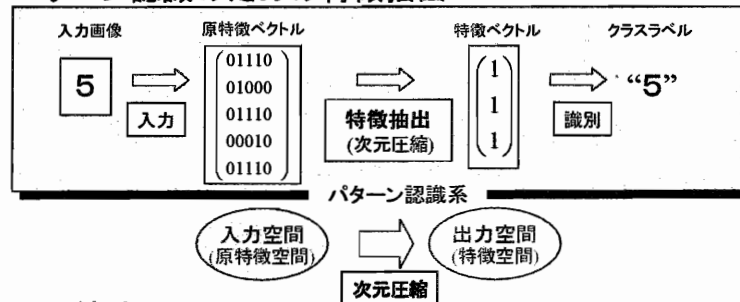 入力画像 原特徴ベクトル 特徴ベクトル クラスラベル
5
入力
01110
01000
01110
00010
01110
特徴抽出
(次元圧縮)
1
1
1
識別
“5”
パターン認識系
入力空間
(原特徴空間)
出力空間
(特徴空間)
次元圧縮